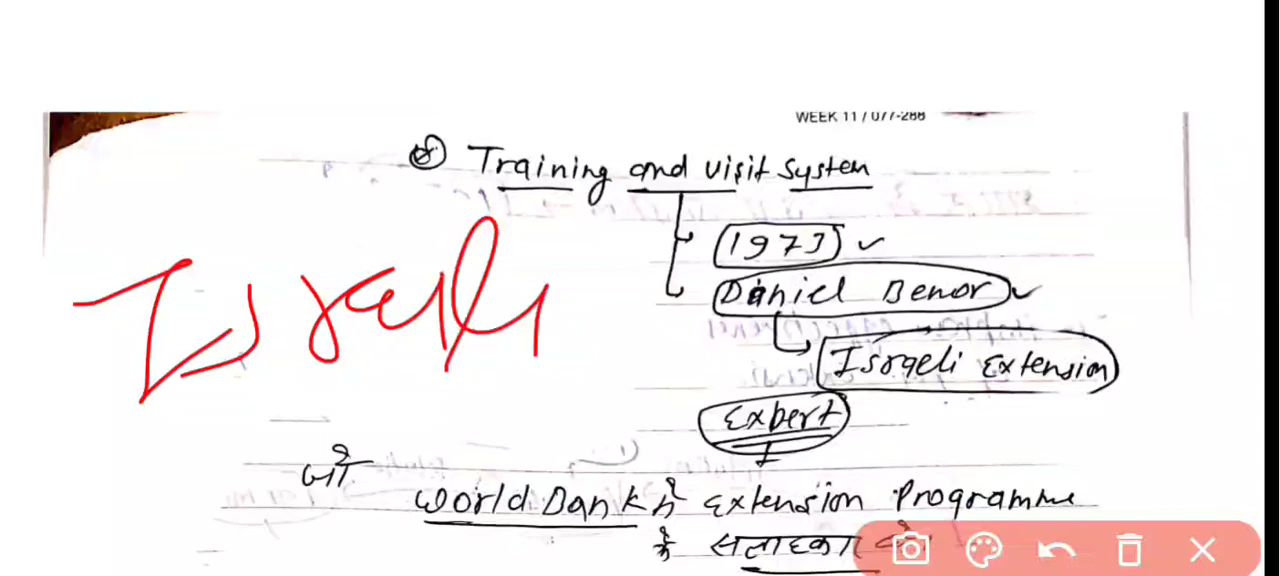 WEEK 11 / 077-288
Training and visit System
1973
Daniel Benor
Israeli
Israeli Extension
Expert
जो
World Bank में Extension Programme
के सलाहकार थे